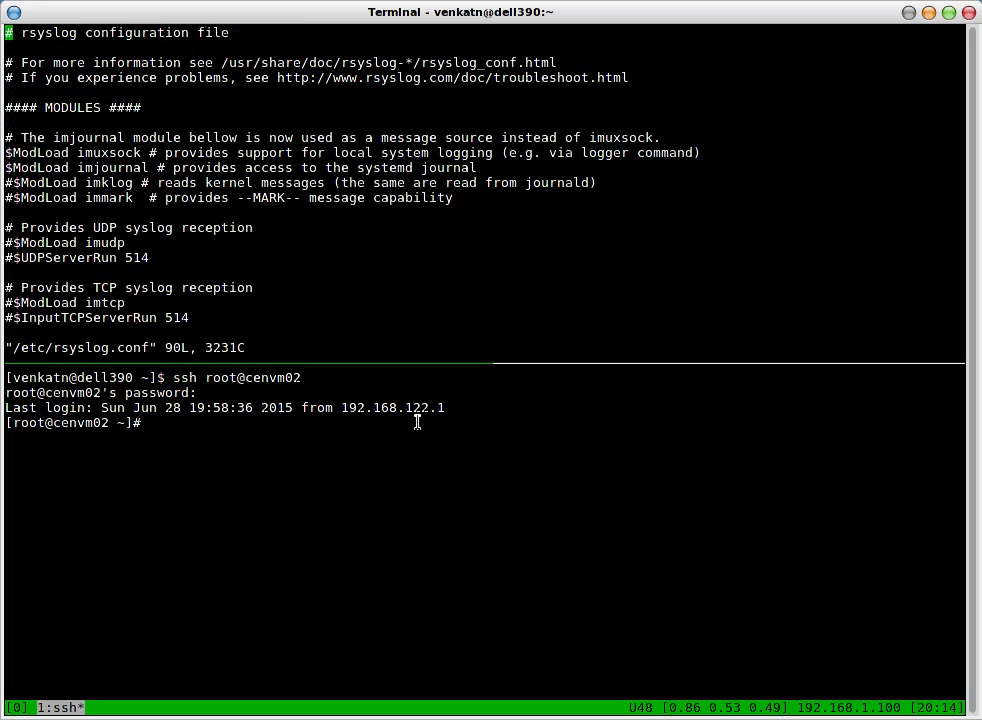 Terminal - venkatn@dell390:~
# rsyslog configuration file
# For more information see /usr/share/doc/rsyslog-*/rsyslog_conf.html
# If you experience problems, see http://www.rsyslog.com/doc/troubleshoot.html
#### MODULES ####
# The imjournal module bellow is now used as a message source instead of imuxsock.
$ModLoad imuxsock # provides support for local system logging (e.g. via logger command)
$ModLoad imjournal # provides access to the systemd journal
#$ModLoad imklog # reads kernel messages (the same are read from journald)
#$ModLoad immark  # provides --MARK-- message capability
# Provides UDP syslog reception
#$ModLoad imudp
#$UDPServerRun 514
# Provides TCP syslog reception
#$ModLoad imtcp
#$InputTCPServerRun 514
"/etc/rsyslog.conf" 90L, 3231C
[venkatn@dell390 ~]$ ssh root@cenvm02
root@cenvm02's password:
Last login: Sun Jun 28 19:58:36 2015 from 192.168.122.1
[root@cenvm02 ~]#
[0] 1:ssh* U48 [0.86 0.53 0.49] 192.168.1.100 [20:14]